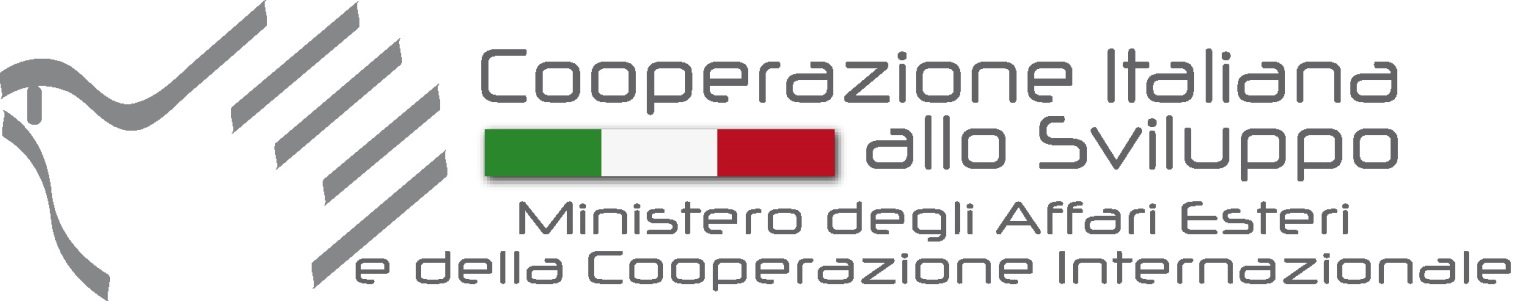 Cooperazione Italiana
allo Sviluppo
Ministero degli Affari Esteri
e della Cooperazione Internazionale